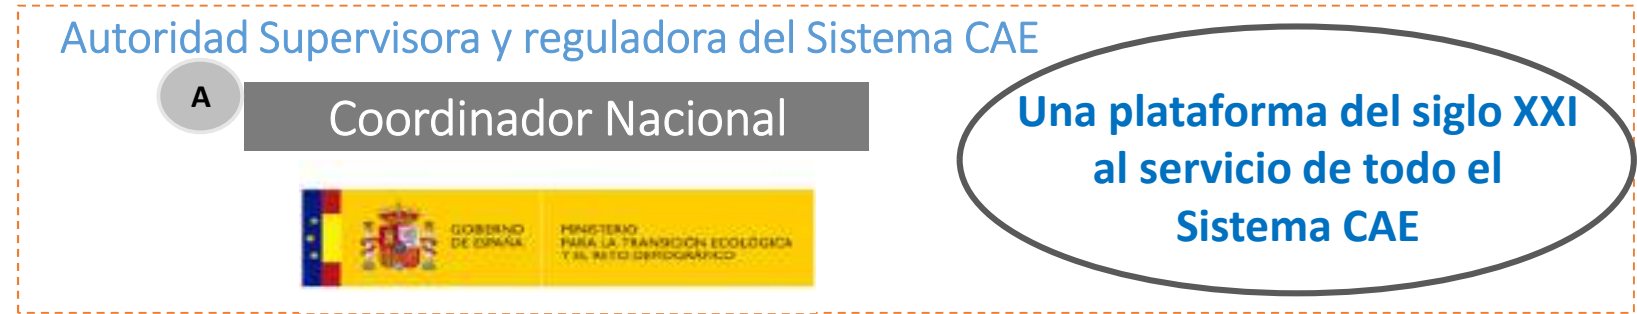 Autoridad Supervisora y reguladora del Sistema CAE
A
Coordinador Nacional
Una plataforma del siglo XXI
al servicio de todo el
Sistema CAE
GOBIERNO
DE ESPAÑA
MINISTERIO
PARA LA TRANSICIÓN ECOLÓGICA
Y EL RETO DEMOGRÁFICO